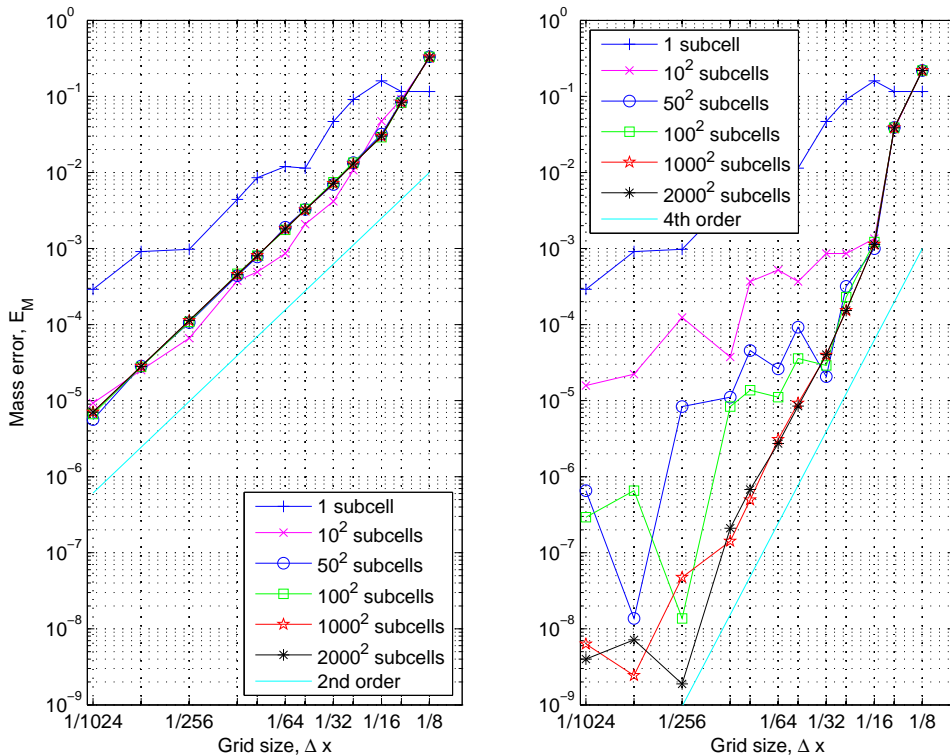 Mass error, E_M
10^0
10^-1
10^-2
10^-3
10^-4
10^-5
10^-6
10^-7
10^-8
10^-9
1 subcell
10^2 subcells
50^2 subcells
100^2 subcells
1000^2 subcells
2000^2 subcells
2nd order
1/1024 1/256 1/64 1/32 1/16 1/8
Grid size, Δ x
10^0
10^-1
10^-2
10^-3
10^-4
10^-5
10^-6
10^-7
10^-8
10^-9
1 subcell
10^2 subcells
50^2 subcells
100^2 subcells
1000^2 subcells
2000^2 subcells
4th order
1/1024 1/256 1/64 1/32 1/16 1/8
Grid size, Δ x